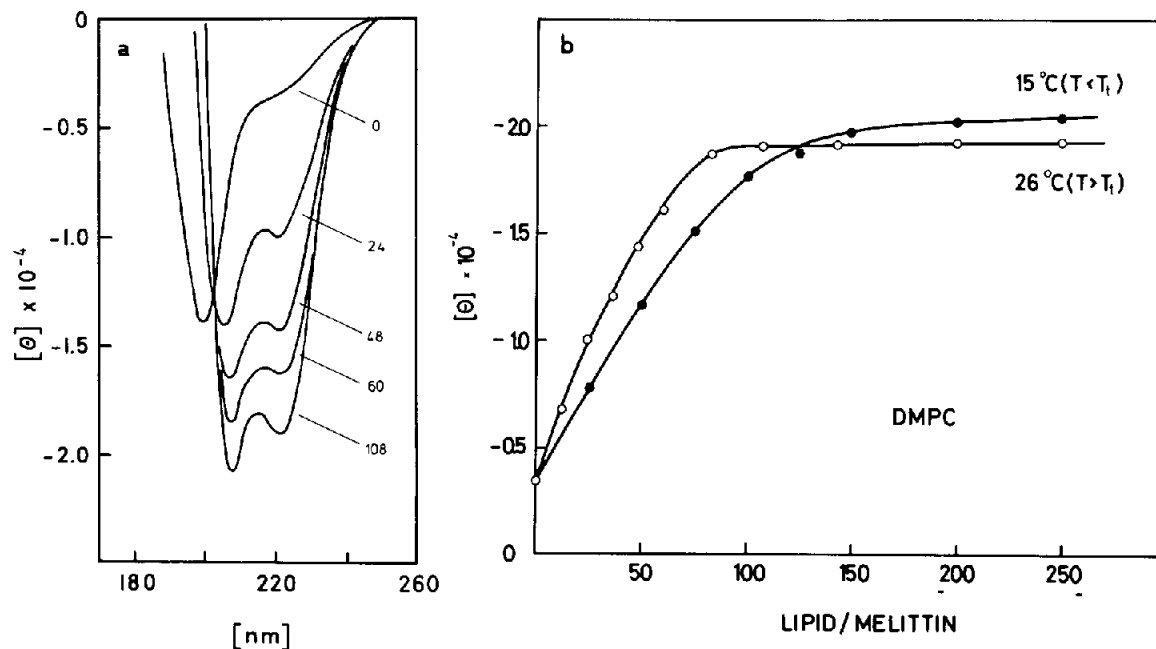 a
0
-0.5
-1.0
-1.5
-2.0
[Θ] x 10⁻⁴
0
24
48
60
108
180
220
260
[nm]
b
-2.0
-1.5
-1.0
-0.5
0
[Θ] × 10⁻⁴
15 °C (T < Tt)
26 °C (T > Tt)
DMPC
50
100
150
200
250
LIPID / MELITTIN